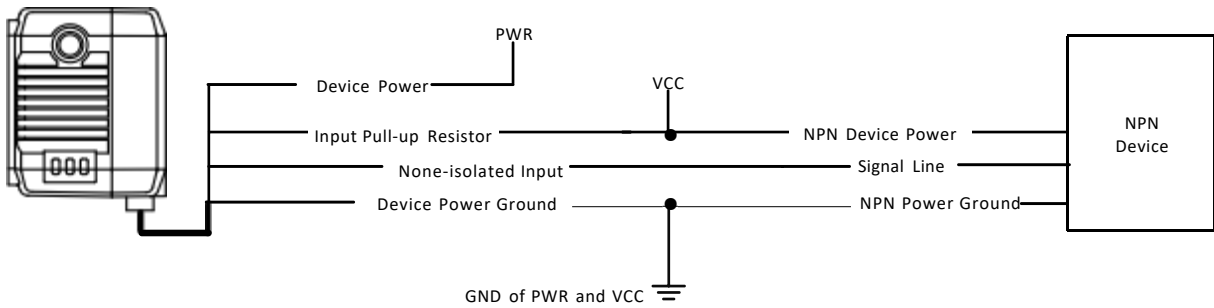 PWR
Device Power
VCC
Input Pull-up Resistor
NPN Device Power
NPN
Device
None-isolated Input
Signal Line
Device Power Ground
NPN Power Ground
GND of PWR and VCC